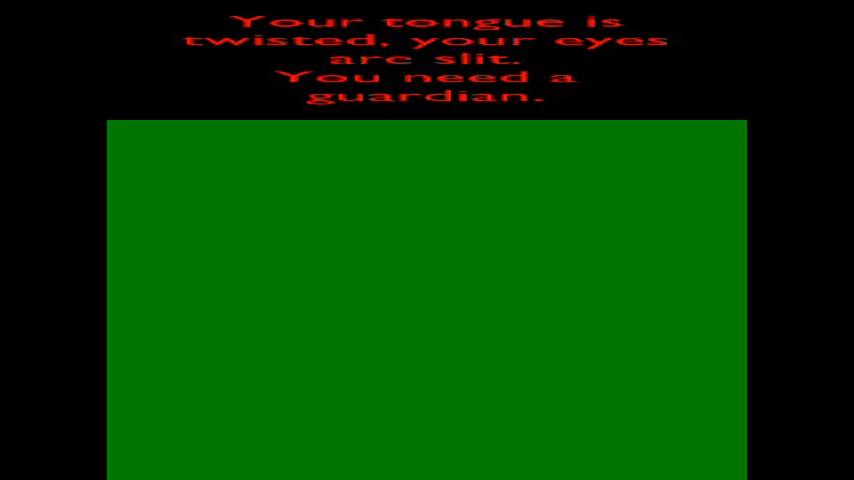 Your tongue is
twisted, your eyes
are slit.
You need a
guardian.